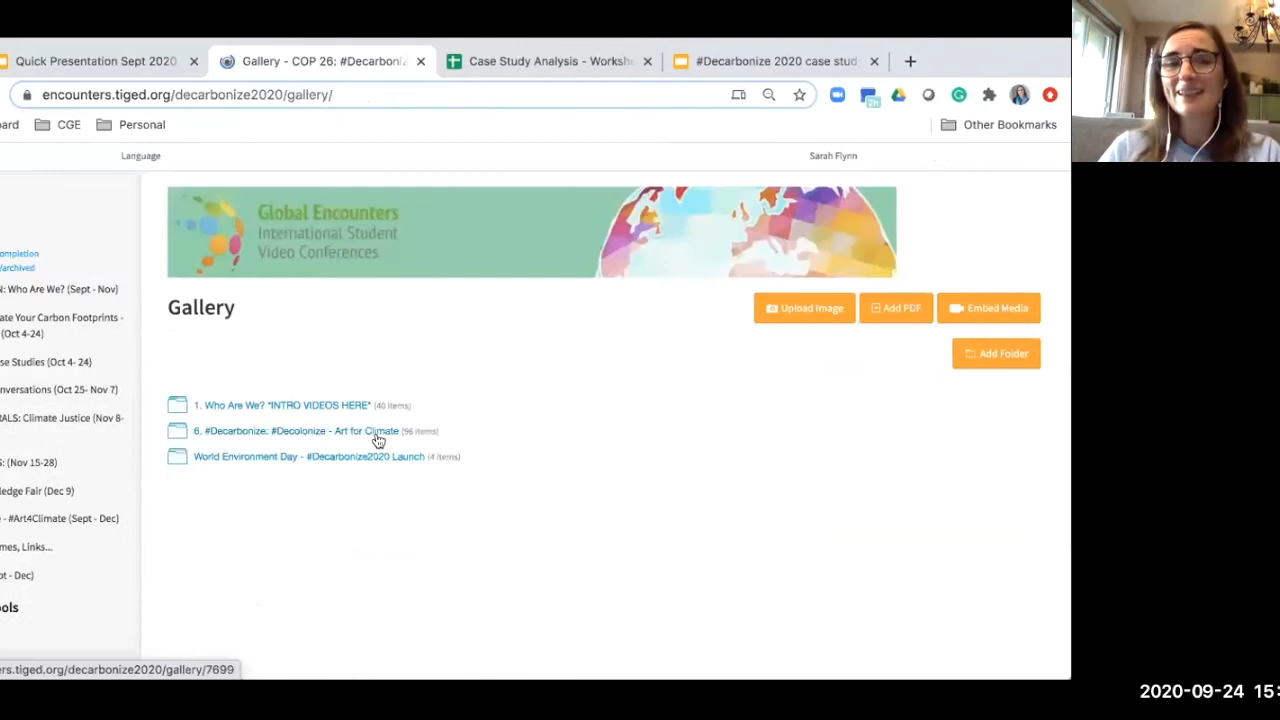 Quick Presentation Sept 2020
Gallery - COP 26: #Decarboni
Case Study Analysis - Worksh
#Decarbonize 2020 case stud
encounters.tiged.org/decarbonize2020/gallery/
2h
ard
CGE
Personal
Other Bookmarks
Language
Sarah Flynn
Global Encounters
International Student
Video Conferences
ompletion
/archived
N: Who Are We? (Sept - Nov)
ate Your Carbon Footprints -
(Oct 4-24)
se Studies (Oct 4- 24)
nversations (Oct 25- Nov 7)
RALS: Climate Justice (Nov 8-
S: (Nov 15-28)
ledge Fair (Dec 9)
e - #Art4Climate (Sept - Dec)
mes, Links...
pt - Dec)
ols
Gallery
Upload Image
Add PDF
Embed Media
Add Folder
1. Who Are We? *INTRO VIDEOS HERE* (40 items)
6. #Decarbonize: #Decolonize - Art for Climate (96 items)
World Environment Day - #Decarbonize2020 Launch (4 items)
ers.tiged.org/decarbonize2020/gallery/7699
2020-09-24 15: